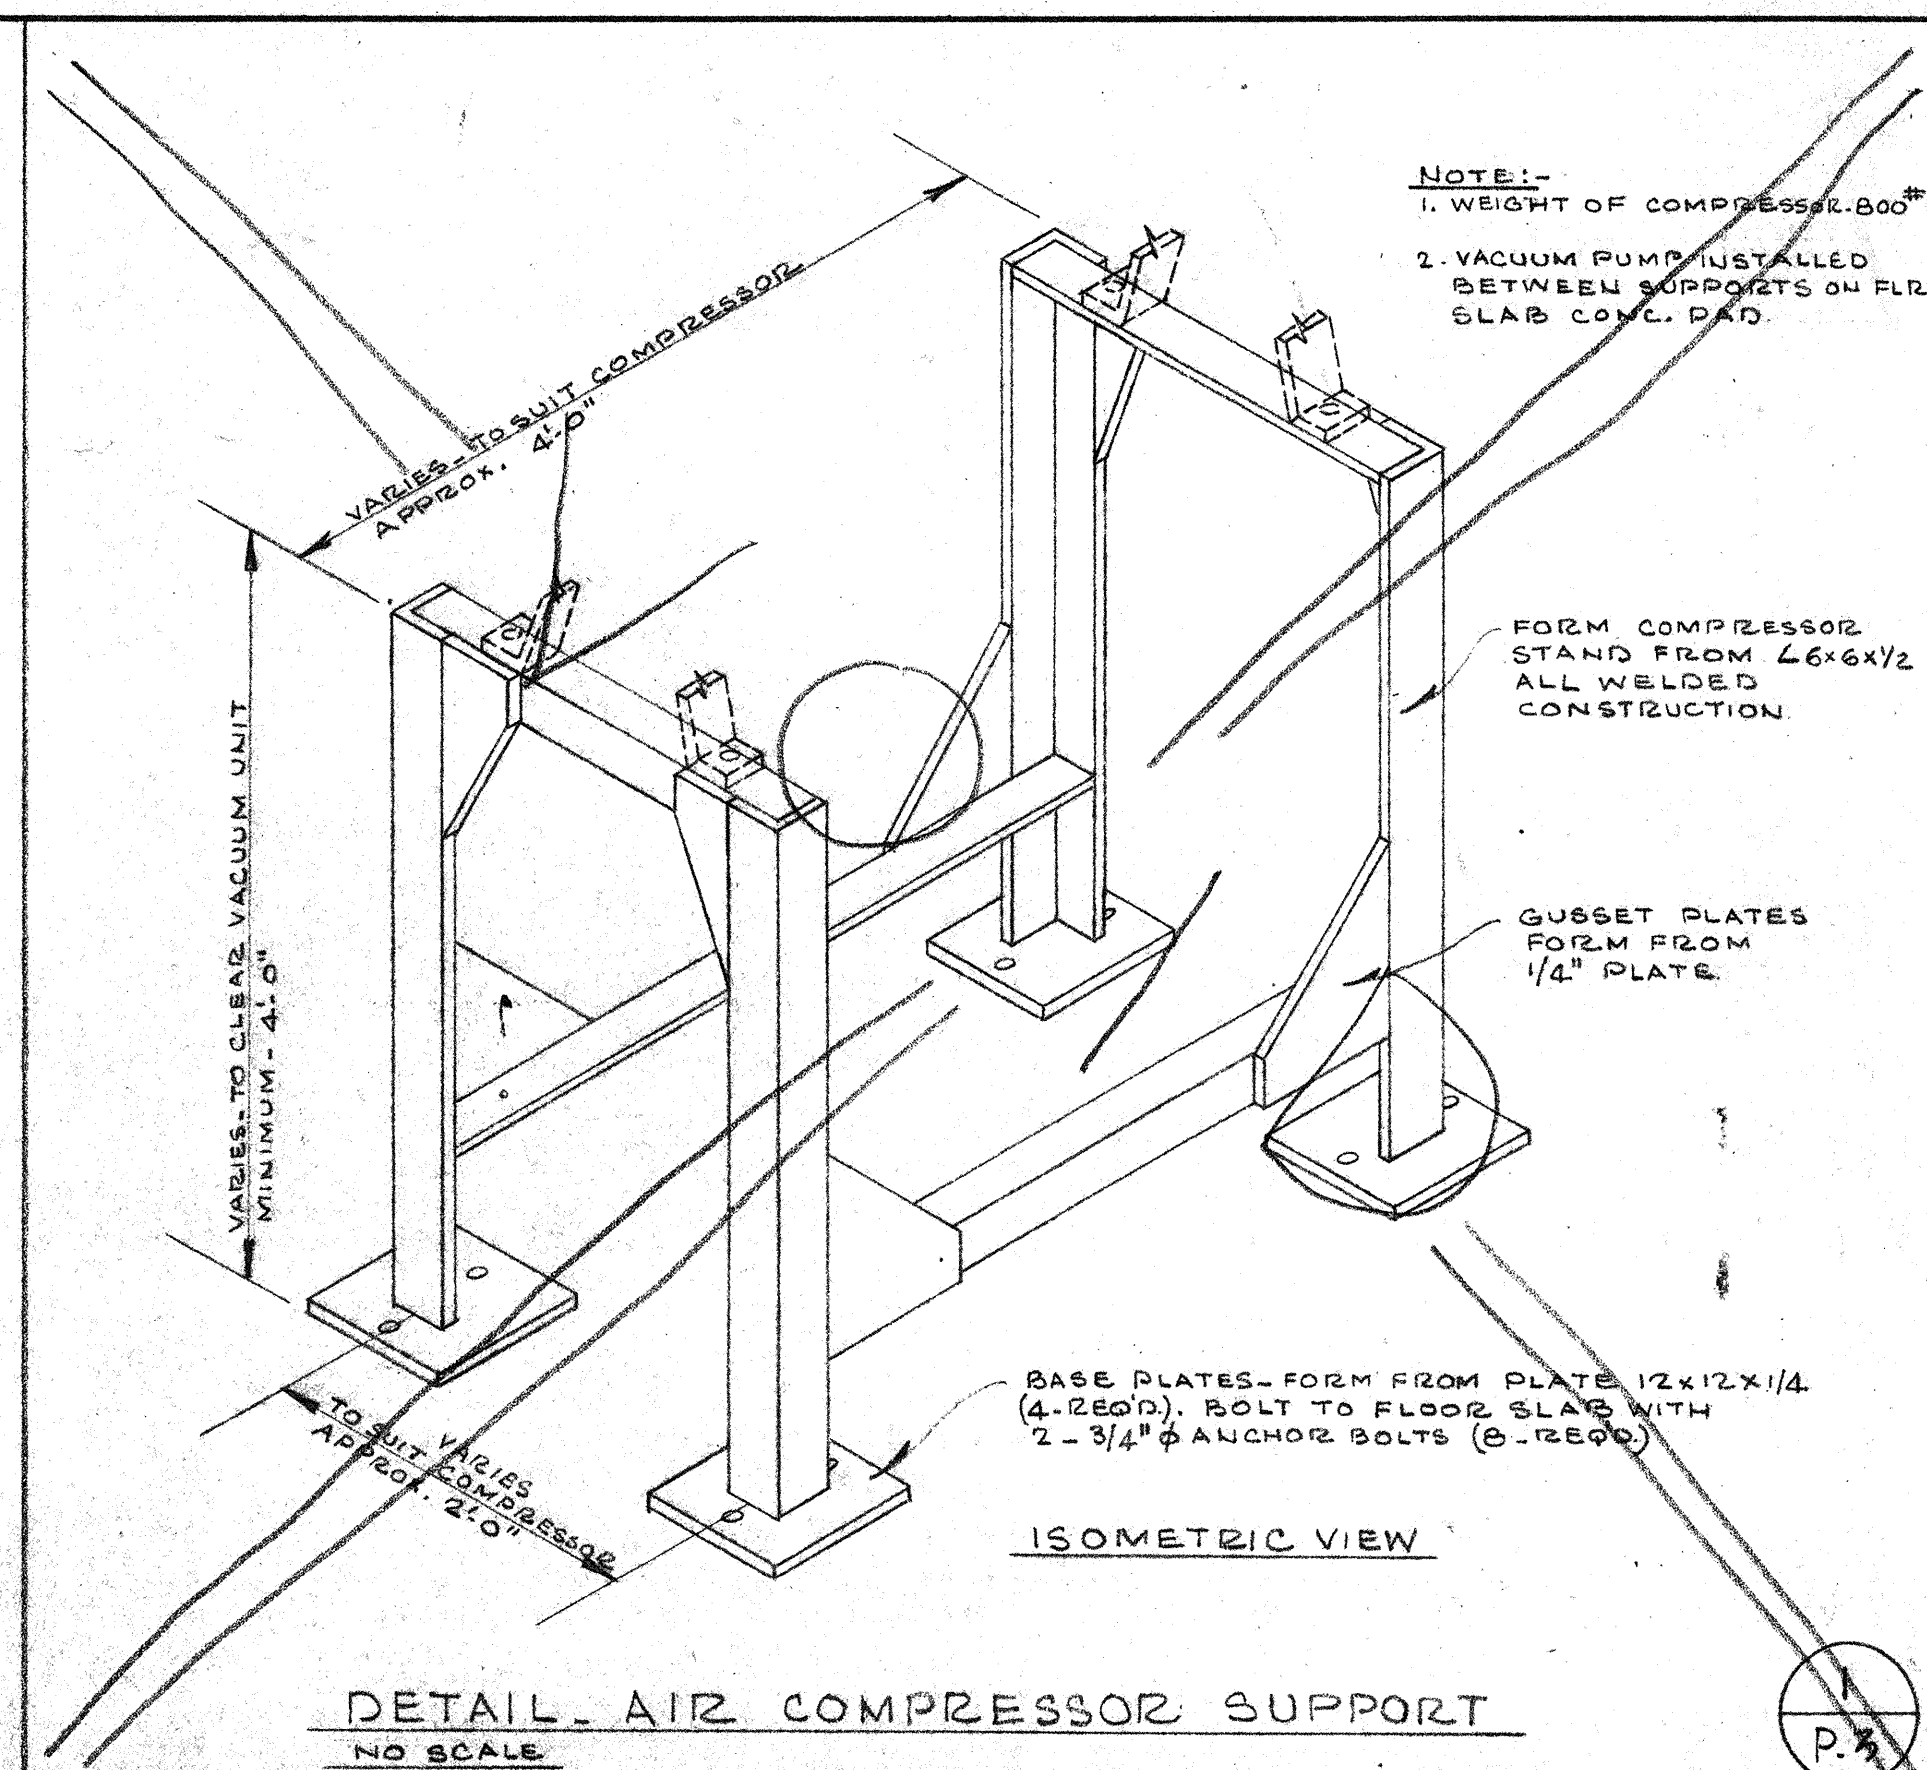 NOTE:-
1. WEIGHT OF COMPRESSOR-800#
2. VACUUM PUMP INSTALLED
BETWEEN SUPPORTS ON FLR
SLAB CONC. PAD.
VARIES-TO SUIT COMPRESSOR
APPROX. 4'-0"
VARIES-TO CLEAR VACUUM UNIT
MINIMUM-4'-0"
FORM COMPRESSOR
STAND FROM ∠6x6x1/2
ALL WELDED
CONSTRUCTION.
GUSSET PLATES
FORM FROM
1/4" PLATE.
BASE PLATES-FORM FROM PLATE 12x12x1/4
(4-REQ'D.). BOLT TO FLOOR SLAB WITH
2-3/4"ϕ ANCHOR BOLTS (8-REQ'D.)
VARIES
TO SUIT COMPRESSOR
APPROX. 2'-0"
ISOMETRIC VIEW
DETAIL-AIR COMPRESSOR SUPPORT
NO SCALE
1
P.